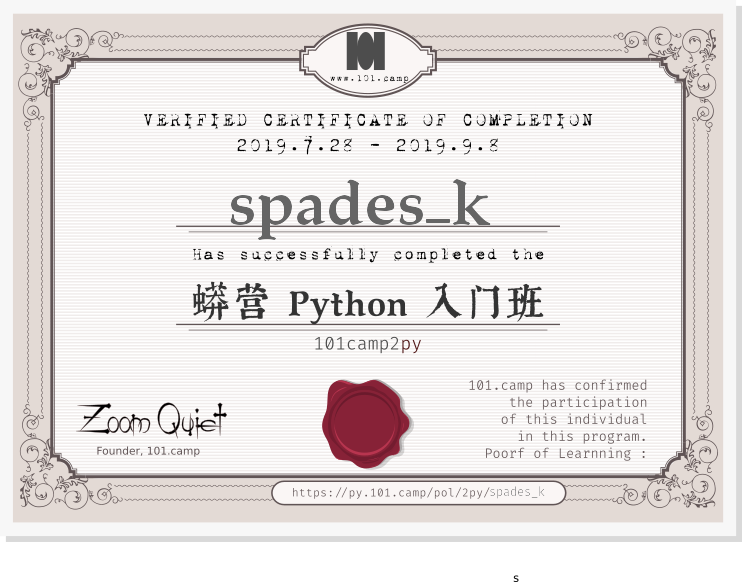 www.101.camp
VERIFIED CERTIFICATE OF COMPLETION
2019.7.28 - 2019.9.8
spades_k
Has successfully completed the
蟒营 Python 入门班
101camp2py
Zoom Quiet
Founder, 101.camp
101.camp has confirmed
the participation
of this individual
in this program.
Poorf of Learnning :
https://py.101.camp/pol/2py/spades_k
s